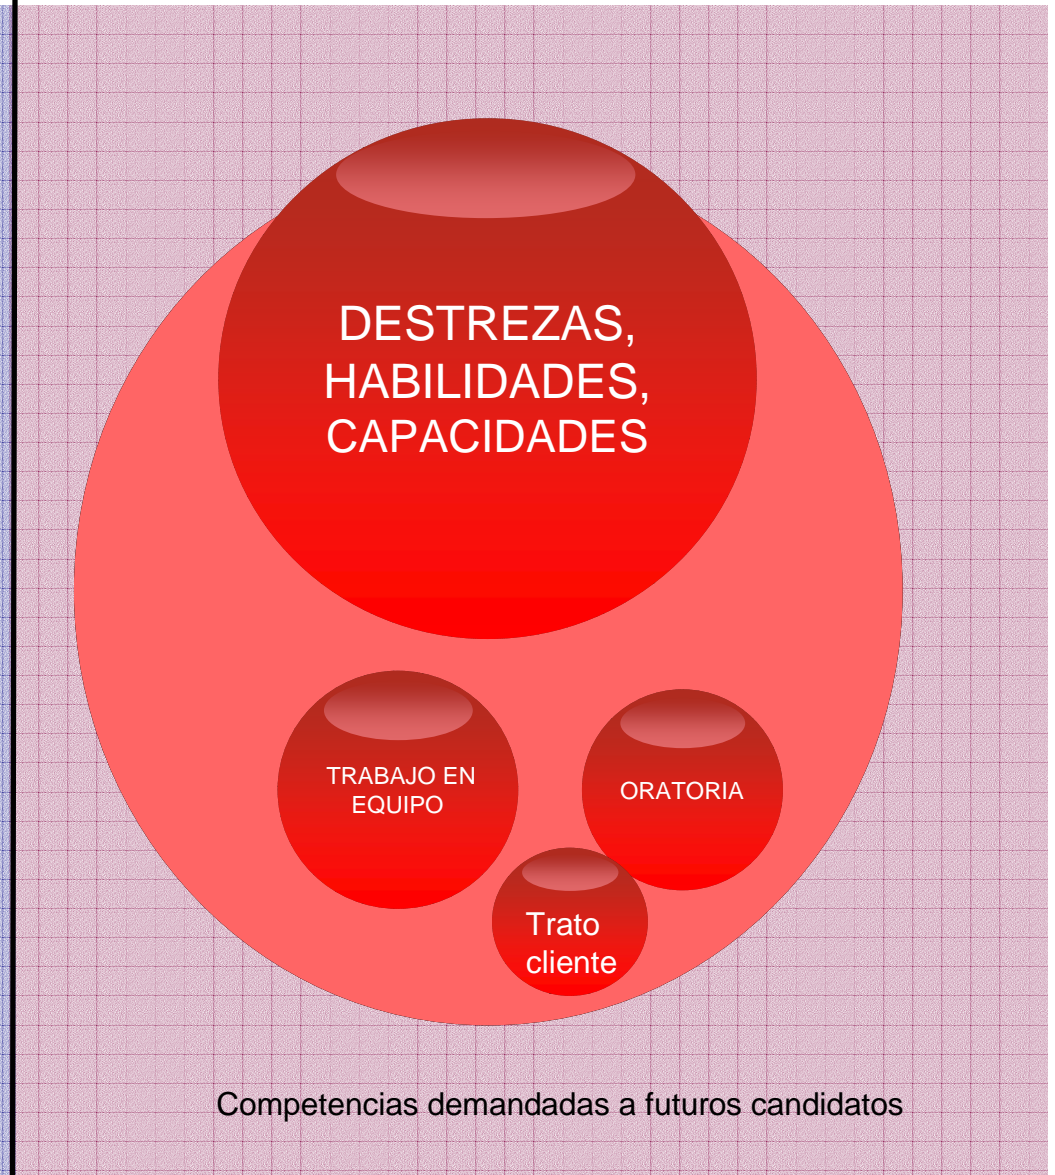 DESTREZAS,
HABILIDADES,
CAPACIDADES
TRABAJO EN
EQUIPO
ORATORIA
Trato
cliente
Competencias demandadas a futuros candidatos